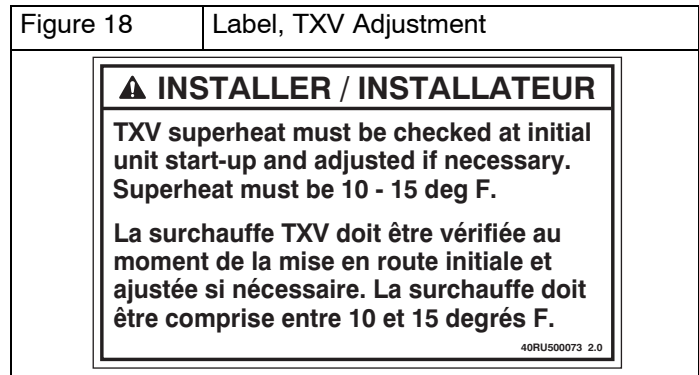 Figure 18 Label, TXV Adjustment
⚠ INSTALLER / INSTALLATEUR
TXV superheat must be checked at initial
unit start-up and adjusted if necessary.
Superheat must be 10 - 15 deg F.
La surchauffe TXV doit être vérifiée au
moment de la mise en route initiale et
ajustée si nécessaire. La surchauffe doit
être comprise entre 10 et 15 degrés F.
40RU500073 2.0